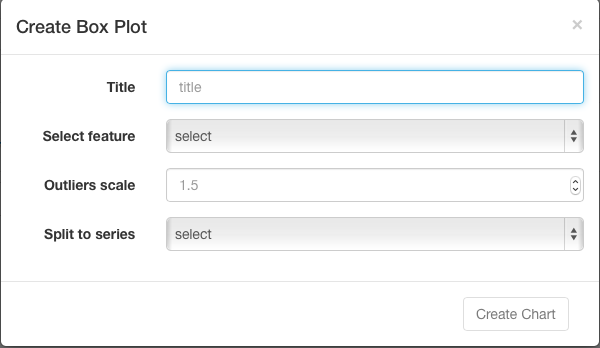 Create Box Plot ×
Title title
Select feature select
Outliers scale 1.5
Split to series select
Create Chart